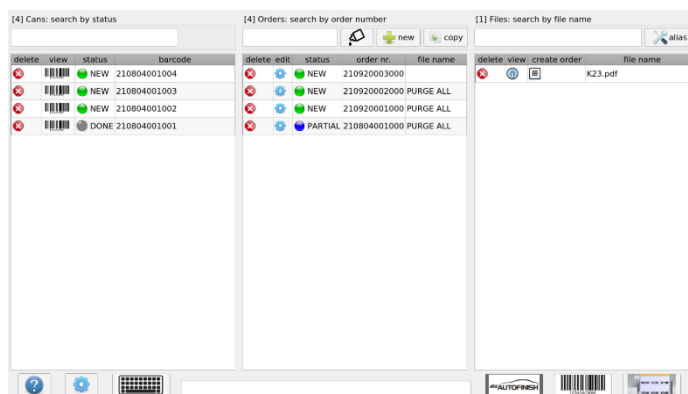 [4] Cans: search by status
[4] Orders: search by order number
[1] Files: search by file name
new
copy
alias
delete view status barcode
NEW 210804001004
NEW 210804001003
NEW 210804001002
DONE 210804001001
delete edit status order nr. file name
NEW 210920003000
NEW 210920002000 PURGE ALL
NEW 210920001000 PURGE ALL
PARTIAL 210804001000 PURGE ALL
delete view create order file name
K23.pdf
AUTOFINISH